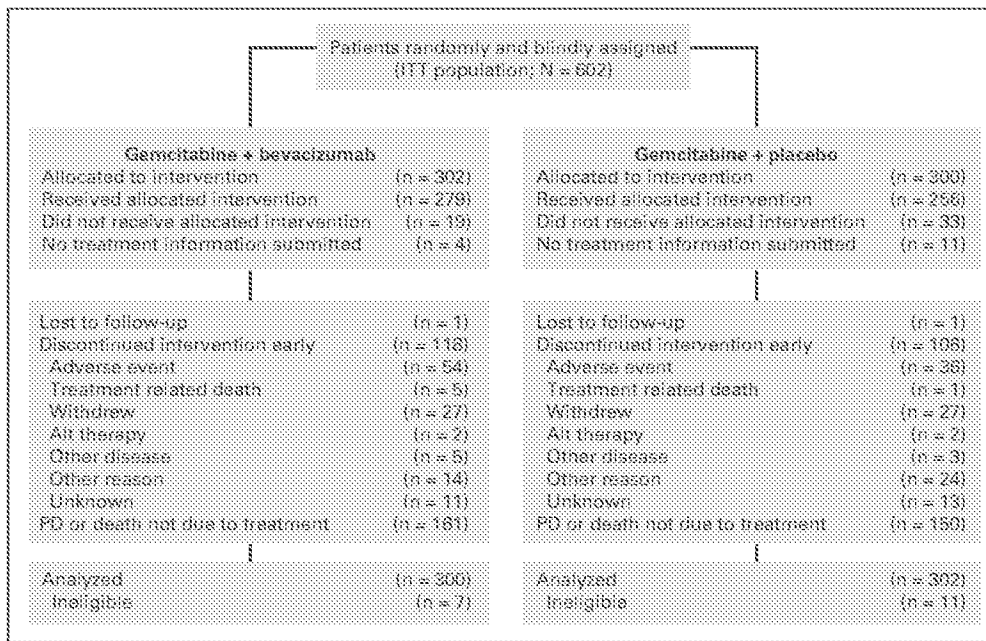 Patients randomly and blindly assigned
(ITT population; N = 602)
Gemcitabine + bevacizumab
Allocated to intervention (n = 302)
Received allocated intervention (n = 279)
Did not receive allocated intervention (n = 19)
No treatment information submitted (n = 4)
Gemcitabine + placebo
Allocated to intervention (n = 300)
Received allocated intervention (n = 256)
Did not receive allocated intervention (n = 33)
No treatment information submitted (n = 11)
Lost to follow-up (n = 1)
Discontinued intervention early (n = 118)
Adverse event (n = 54)
Treatment related death (n = 5)
Withdrew (n = 27)
Alt therapy (n = 2)
Other disease (n = 5)
Other reason (n = 14)
Unknown (n = 11)
PD or death not due to treatment (n = 161)
Lost to follow-up (n = 1)
Discontinued intervention early (n = 106)
Adverse event (n = 36)
Treatment related death (n = 1)
Withdrew (n = 27)
Alt therapy (n = 2)
Other disease (n = 3)
Other reason (n = 24)
Unknown (n = 13)
PD or death not due to treatment (n = 150)
Analyzed (n = 300)
Ineligible (n = 7)
Analyzed (n = 302)
Ineligible (n = 11)